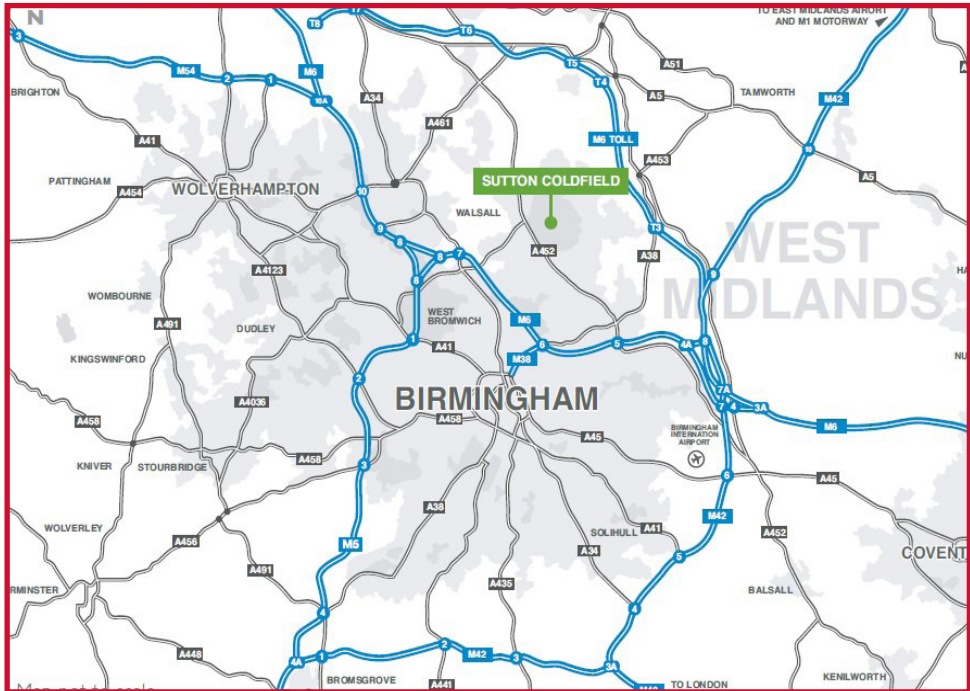 N
TO EAST MIDLANDS AIRORT
AND M1 MOTORWAY
T8
T6
3
M54
2
1
M6
10A
A34
T5
T4
A51
A5
TAMWORTH
M42
BRIGHTON
A41
A461
M6 TOLL
A453
10
A5
PATTINGHAM
A454
WOLVERHAMPTON
10
SUTTON COLDFIELD
WALSALL
9
8
8
7
A452
T3
A38
WEST
MIDLANDS
9
A4123
8
WOMBOURNE
A491
DUDLEY
WEST
BROMWICH
M6
KINGSWINFORD
1
A41
M38
6
5
4A
8
2
A4036
BIRMINGHAM
7A
7
4
3A
A458
A458
A45
BIRMINGHAM
INTERNATION
AIRPORT
M6
KNIVER
STOURBRIDGE
A458
3
6
A45
A38
M42
WOLVERLEY
A456
M5
SOLIHULL
A41
A452
COVENT
A491
A435
A34
5
RMINSTER
BALSALL
4
4
A448
4A
1
2
M42
3
3A
BROMSGROVE
A441
TO LONDON
KENILWORTH